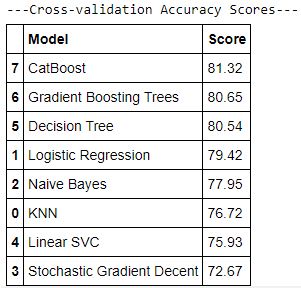 ---Cross-validation Accuracy Scores---
Model Score
7 CatBoost 81.32
6 Gradient Boosting Trees 80.65
5 Decision Tree 80.54
1 Logistic Regression 79.42
2 Naive Bayes 77.95
0 KNN 76.72
4 Linear SVC 75.93
3 Stochastic Gradient Decent 72.67